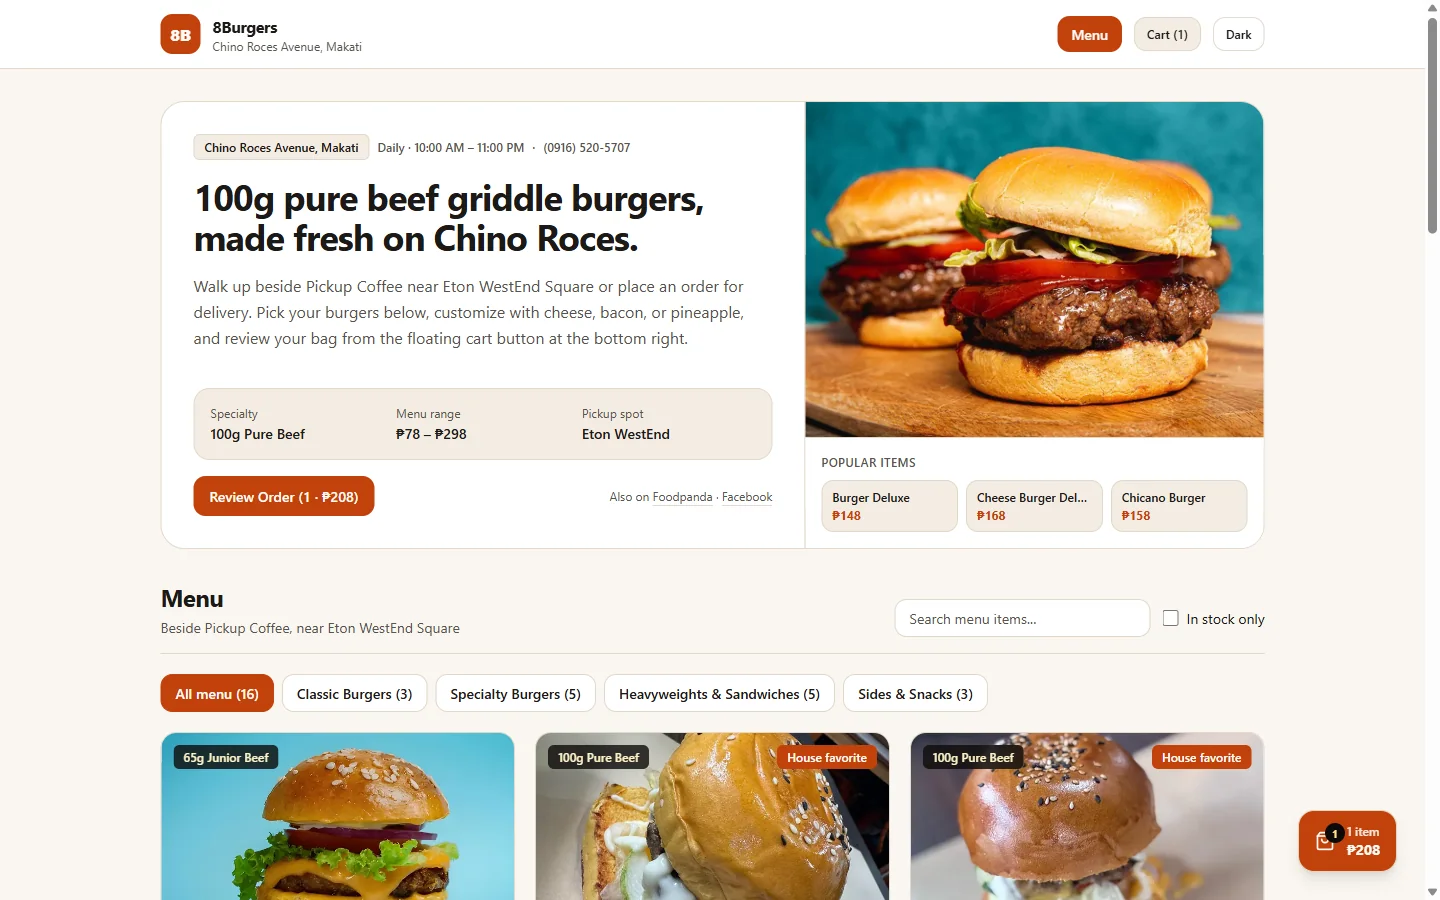 8B
8Burgers
Chino Roces Avenue, Makati
Menu
Cart (1)
Dark
Chino Roces Avenue, Makati
Daily · 10:00 AM – 11:00 PM · (0916) 520-5707
100g pure beef griddle burgers,
made fresh on Chino Roces.
Walk up beside Pickup Coffee near Eton WestEnd Square or place an order for
delivery. Pick your burgers below, customize with cheese, bacon, or pineapple,
and review your bag from the floating cart button at the bottom right.
Specialty
100g Pure Beef
Menu range
₱78 – ₱298
Pickup spot
Eton WestEnd
Review Order (1 · ₱208)
Also on Foodpanda · Facebook
POPULAR ITEMS
Burger Deluxe
₱148
Cheese Burger Del...
₱168
Chicano Burger
₱158
Menu
Beside Pickup Coffee, near Eton WestEnd Square
Search menu items...
In stock only
All menu (16)
Classic Burgers (3)
Specialty Burgers (5)
Heavyweights & Sandwiches (5)
Sides & Snacks (3)
65g Junior Beef
100g Pure Beef
House favorite
100g Pure Beef
House favorite
1
1 item
₱208